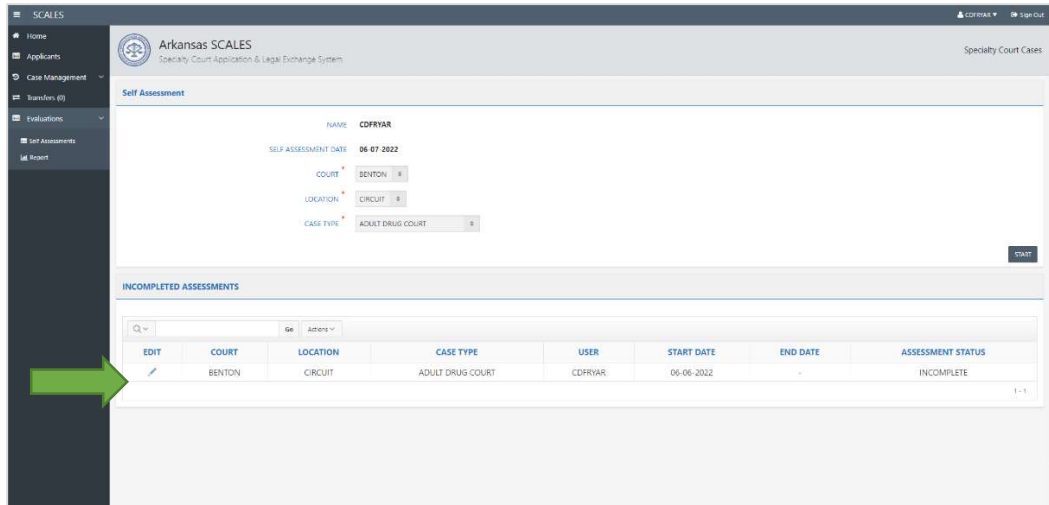 SCALES
CDFRYAR
Sign Out
Home
Applicants
Case Management
Transfers (0)
Evaluations
Self Assessments
Report
Arkansas SCALES
Specialty Court Application & Legal Exchange System
Specialty Court Cases
Self Assessment
NAME CDFRYAR
SELF ASSESSMENT DATE 06-07-2022
COURT * BENTON
LOCATION * CIRCUIT
CASE TYPE * ADULT DRUG COURT
START
INCOMPLETED ASSESSMENTS
Go Actions
EDIT COURT LOCATION CASE TYPE USER START DATE END DATE ASSESSMENT STATUS
BENTON CIRCUIT ADULT DRUG COURT CDFRYAR 06-06-2022 - INCOMPLETE
1 - 1